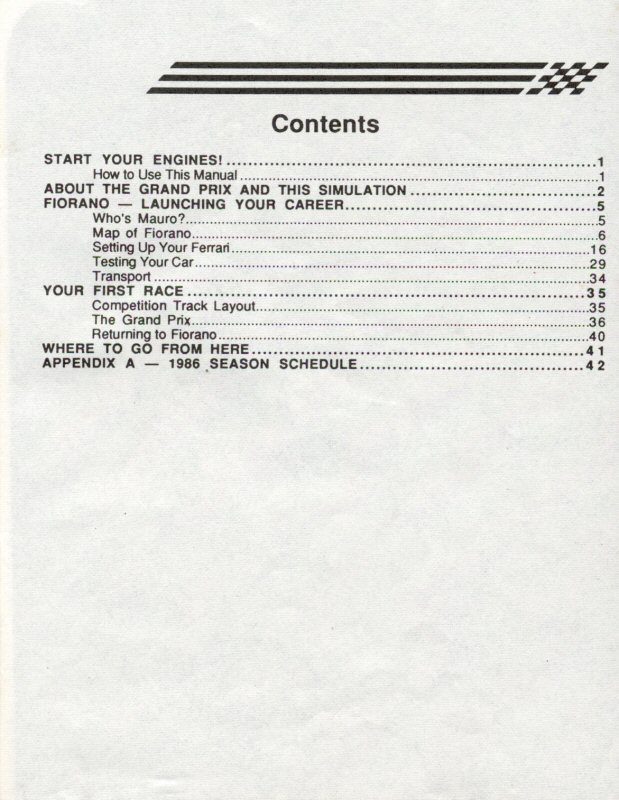 Contents
START YOUR ENGINES!..........1
How to Use This Manual..........1
ABOUT THE GRAND PRIX AND THIS SIMULATION..........2
FIORANO — LAUNCHING YOUR CAREER..........5
Who's Mauro?..........5
Map of Fiorano..........6
Setting Up Your Ferrari..........16
Testing Your Car..........29
Transport..........34
YOUR FIRST RACE..........35
Competition Track Layout..........35
The Grand Prix..........36
Returning to Fiorano..........40
WHERE TO GO FROM HERE..........41
APPENDIX A — 1986 SEASON SCHEDULE..........42